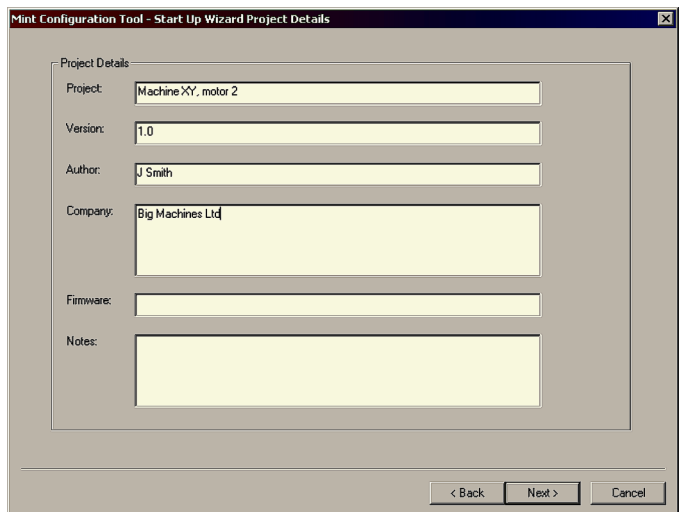 Mint Configuration Tool - Start Up Wizard Project Details
Project Details
Project: Machine XY, motor 2
Version: 1.0
Author: J Smith
Company: Big Machines Ltd
Firmware:
Notes:
< Back Next > Cancel